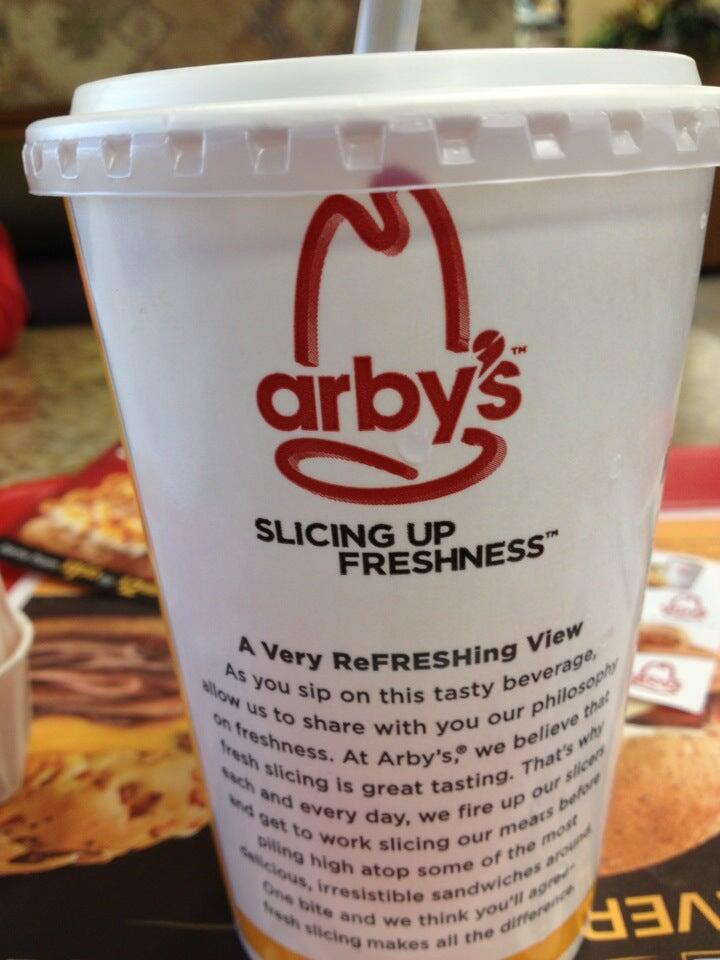 arby's™
SLICING UP
FRESHNESS™
A Very ReFRESHing View
As you sip on this tasty beverage,
allow us to share with you our philosophy
on freshness. At Arby's,® we believe that
fresh slicing is great tasting. That's why
each and every day, we fire up our slicers
and get to work slicing our meats before
piling high atop some of the most
delicious, irresistible sandwiches around.
One bite and we think you'll agree-
fresh slicing makes all the difference.
VER